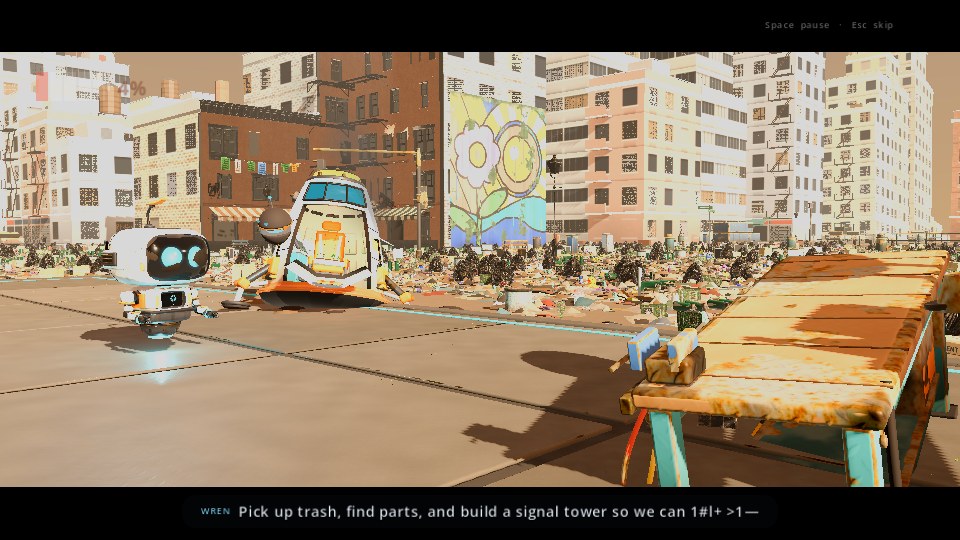 Space pause · Esc skip
4%
WREN Pick up trash, find parts, and build a signal tower so we can 1#l+ >1—